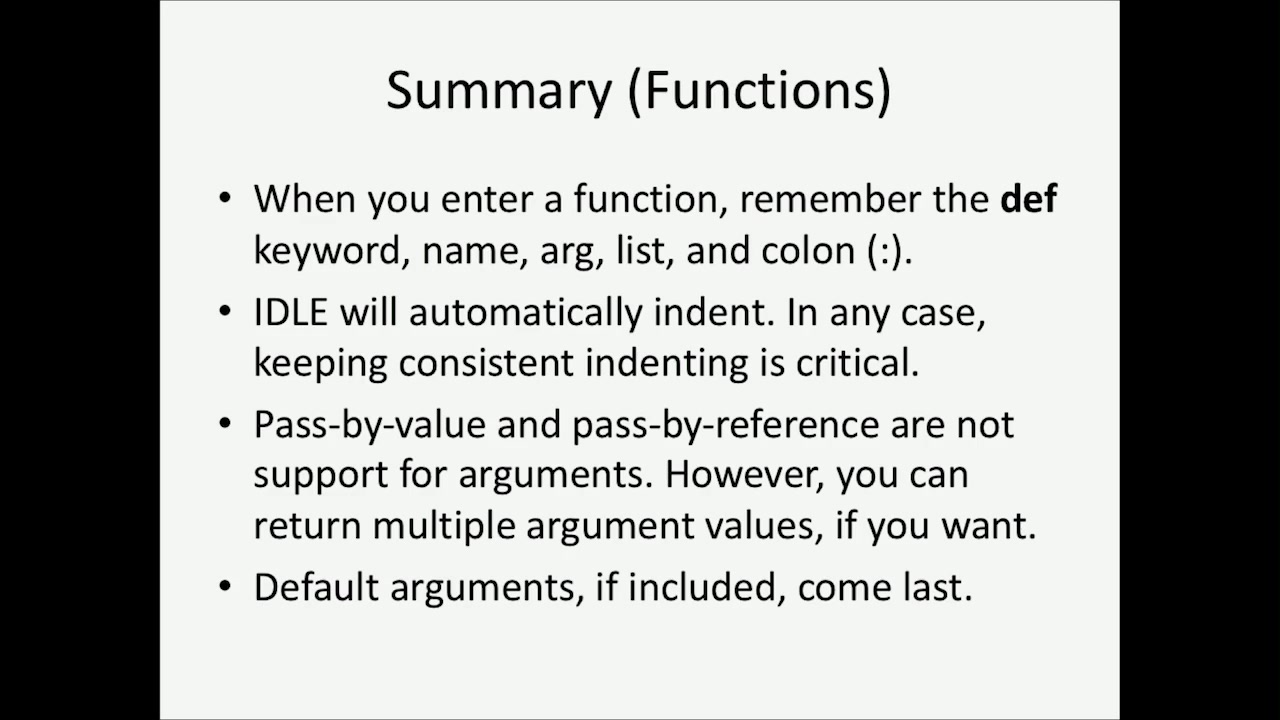 Summary (Functions)
• When you enter a function, remember the def
keyword, name, arg, list, and colon (:).
• IDLE will automatically indent. In any case,
keeping consistent indenting is critical.
• Pass-by-value and pass-by-reference are not
support for arguments. However, you can
return multiple argument values, if you want.
• Default arguments, if included, come last.